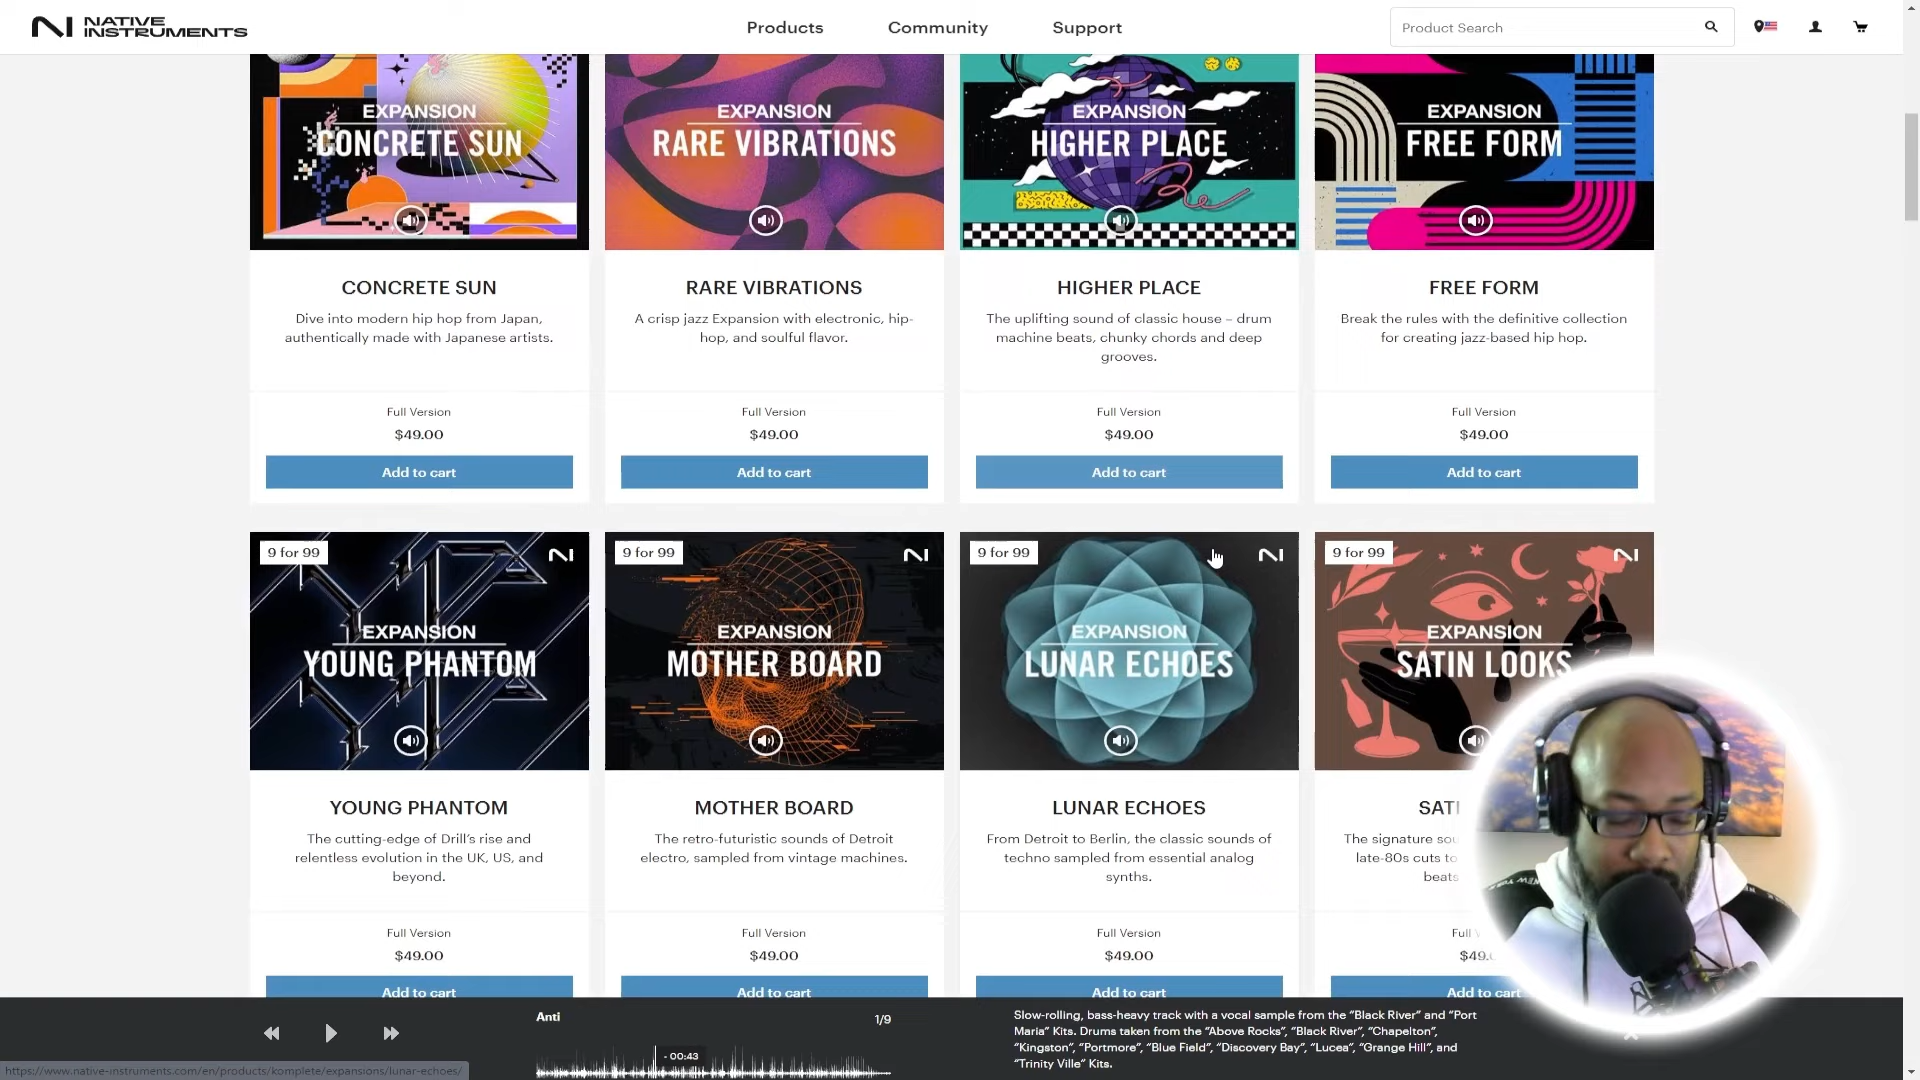 NATIVE INSTRUMENTS
Products
Community
Support
Product Search
EXPANSION
CONCRETE SUN
EXPANSION
RARE VIBRATIONS
EXPANSION
HIGHER PLACE
EXPANSION
FREE FORM
CONCRETE SUN
Dive into modern hip hop from Japan,
authentically made with Japanese artists.
Full Version
$49.00
Add to cart
RARE VIBRATIONS
A crisp jazz Expansion with electronic, hip-
hop, and soulful flavor.
Full Version
$49.00
Add to cart
HIGHER PLACE
The uplifting sound of classic house – drum
machine beats, chunky chords and deep
grooves.
Full Version
$49.00
Add to cart
FREE FORM
Break the rules with the definitive collection
for creating jazz-based hip hop.
Full Version
$49.00
Add to cart
9 for 99
EXPANSION
YOUNG PHANTOM
9 for 99
EXPANSION
MOTHER BOARD
9 for 99
EXPANSION
LUNAR ECHOES
9 for 99
EXPANSION
SATIN LOOKS
YOUNG PHANTOM
The cutting-edge of Drill's rise and
relentless evolution in the UK, US, and
beyond.
Full Version
$49.00
Add to cart
MOTHER BOARD
The retro-futuristic sounds of Detroit
electro, sampled from vintage machines.
Full Version
$49.00
Add to cart
LUNAR ECHOES
From Detroit to Berlin, the classic sounds of
techno sampled from essential analog
synths.
Full Version
$49.00
Add to cart
The signature
late-80s cuts to
beats
Full
Add to cart
Anti
1/9
- 00:43
Slow-rolling, bass-heavy track with a vocal sample from the "Black River" and "Port
Maria" Kits. Drums taken from the "Above Rocks", "Black River", "Chapelton",
"Kingston", "Portmore", "Blue Field", "Discovery Bay", "Lucea", "Grange Hill", and
"Trinity Ville" Kits.
https://www.native-instruments.com/en/products/komplete/expansions/lunar-echoes/